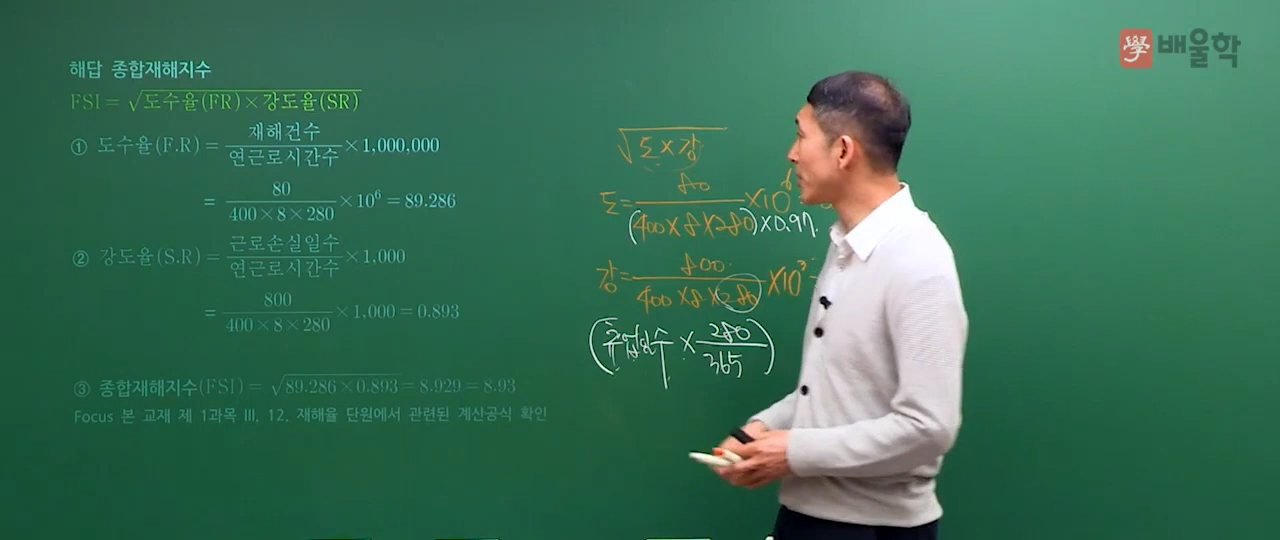 學 배울학
해답 종합재해지수
FSI = √도수율(FR)×강도율(SR)
① 도수율(F.R) = 재해건수 / 연근로시간수 ×1,000,000
= 80 / 400×8×280 ×10⁶ = 89.286
② 강도율(S.R) = 근로손실일수 / 연근로시간수 ×1,000
= 800 / 400×8×280 ×1,000 = 0.893
③ 종합재해지수(FSI) = √89.286×0.893 = 8.929 = 8.93
Focus 본 교재 제 1과목 III, 12. 재해율 단원에서 관련된 계산공식 확인
√도×강
도= 80 / (400×8×280)×0.97 ×10⁶
강= 800 / 400×8×280 ×10³
(휴업일수 × 280 / 365)